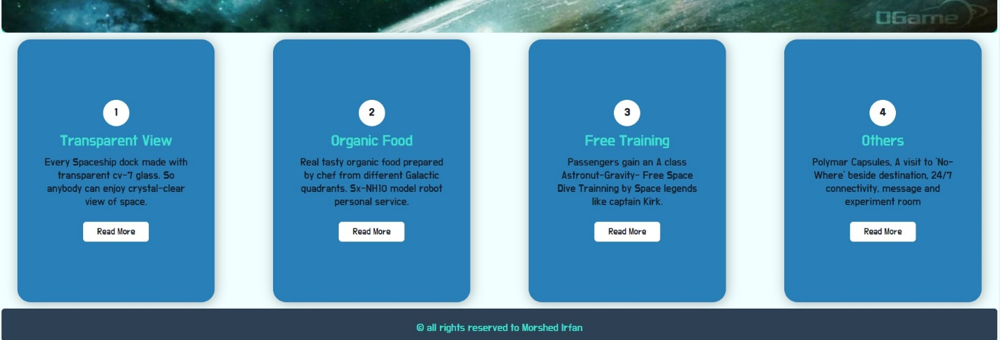 OGame
1
Transparent View
Every Spaceship dock made with
transparent cv-7 glass. So
anybody can enjoy crystal-clear
view of space.
Read More
2
Organic Food
Real tasty organic food prepared
by chef from different Galactic
quadrants. Sx-NH10 model robot
personal service.
Read More
3
Free Training
Passengers gain an A class
Astronut-Gravity- Free Space
Dive Trainning by Space legends
like captain Kirk.
Read More
4
Others
Polymar Capsules, A visit to 'No-
Where' beside destination, 24/7
connectivity, message and
experiment room
Read More
© all rights reserved to Morshed Irfan